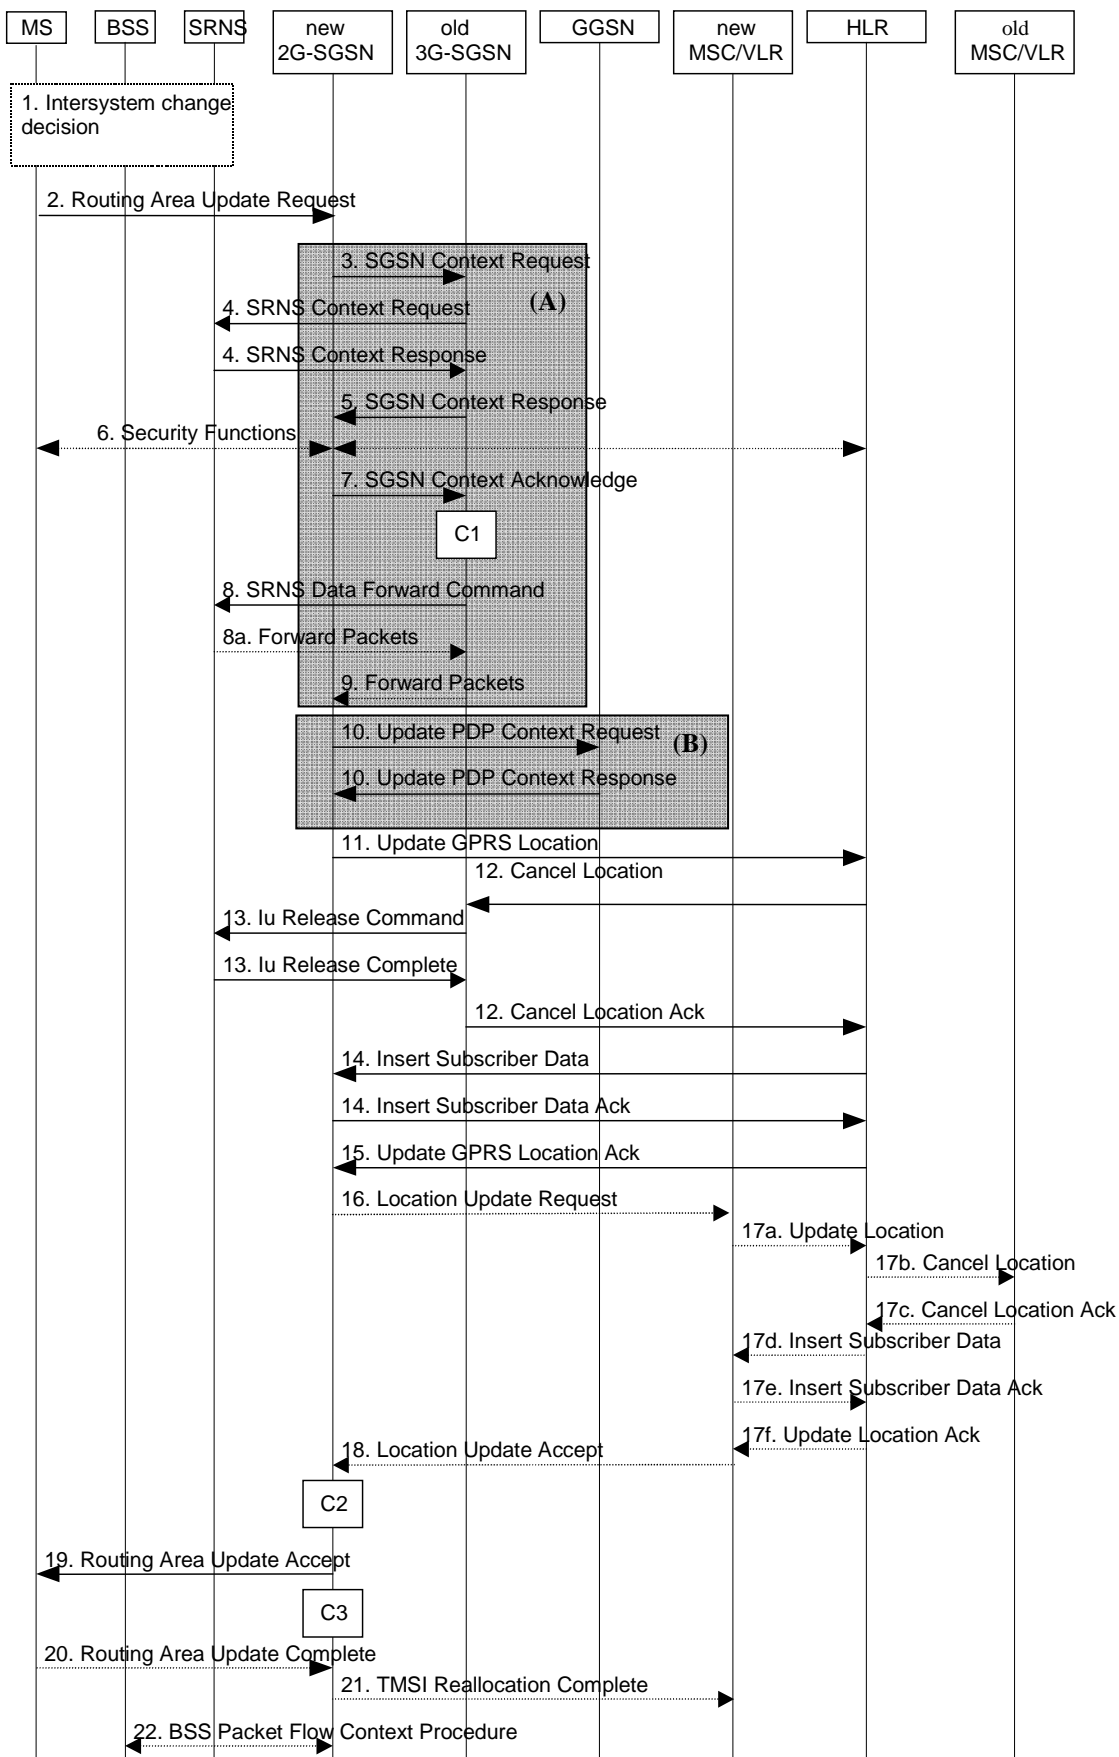 MS
BSS
SRNS
new
2G-SGSN
old
3G-SGSN
GGSN
new
MSC/VLR
HLR
old
MSC/VLR
1. Intersystem change
decision
2. Routing Area Update Request
3. SGSN Context Request
(A)
4. SRNS Context Request
4. SRNS Context Response
5. SGSN Context Response
6. Security Functions
7. SGSN Context Acknowledge
C1
8. SRNS Data Forward Command
8a. Forward Packets
9. Forward Packets
10. Update PDP Context Request
(B)
10. Update PDP Context Response
11. Update GPRS Location
12. Cancel Location
13. Iu Release Command
13. Iu Release Complete
12. Cancel Location Ack
14. Insert Subscriber Data
14. Insert Subscriber Data Ack
15. Update GPRS Location Ack
16. Location Update Request
17a. Update Location
17b. Cancel Location
17c. Cancel Location Ack
17d. Insert Subscriber Data
17e. Insert Subscriber Data Ack
17f. Update Location Ack
18. Location Update Accept
C2
19. Routing Area Update Accept
C3
20. Routing Area Update Complete
21. TMSI Reallocation Complete
22. BSS Packet Flow Context Procedure